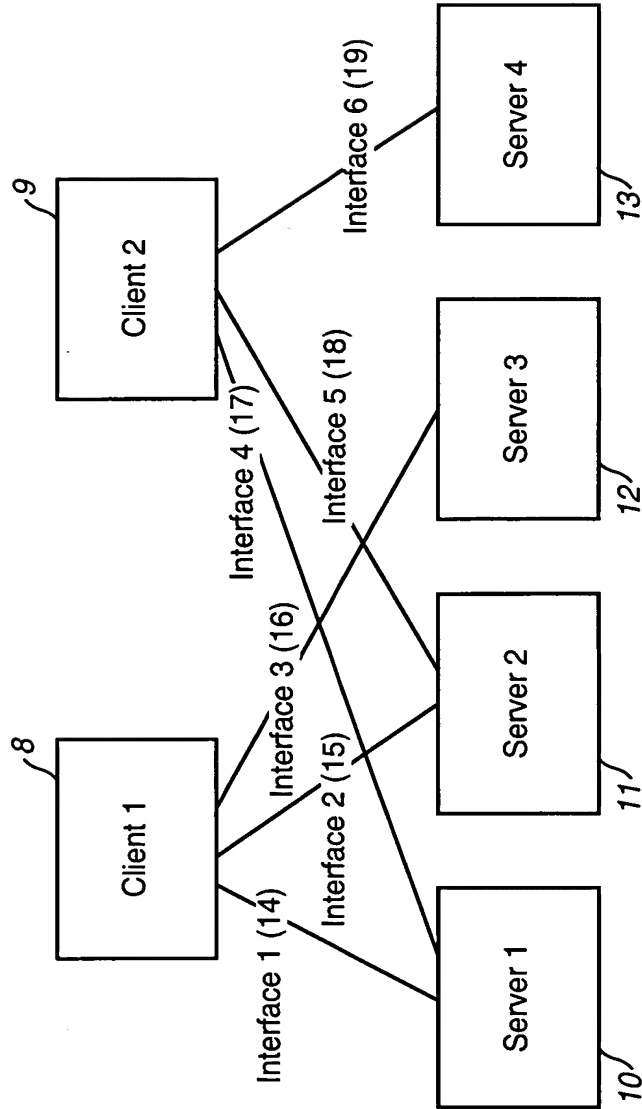 8
9
Client 1
Client 2
Interface 1 (14)
Interface 2 (15)
Interface 3 (16)
Interface 4 (17)
Interface 5 (18)
Interface 6 (19)
Server 1
Server 2
Server 3
Server 4
10
11
12
13